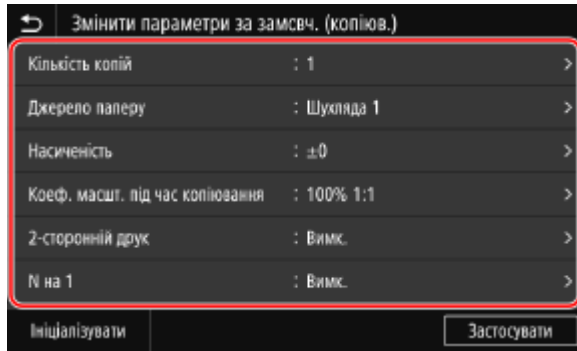 Змінити параметри за замсвч. (копіюв.)
Кількість копій : 1
Джерело паперу : Шухляда 1
Насиченість : ±0
Коеф. масшт. під час копіювання : 100% 1:1
2-сторонній друк : Вимк.
N на 1 : Вимк.
Ініціалізувати Застосувати